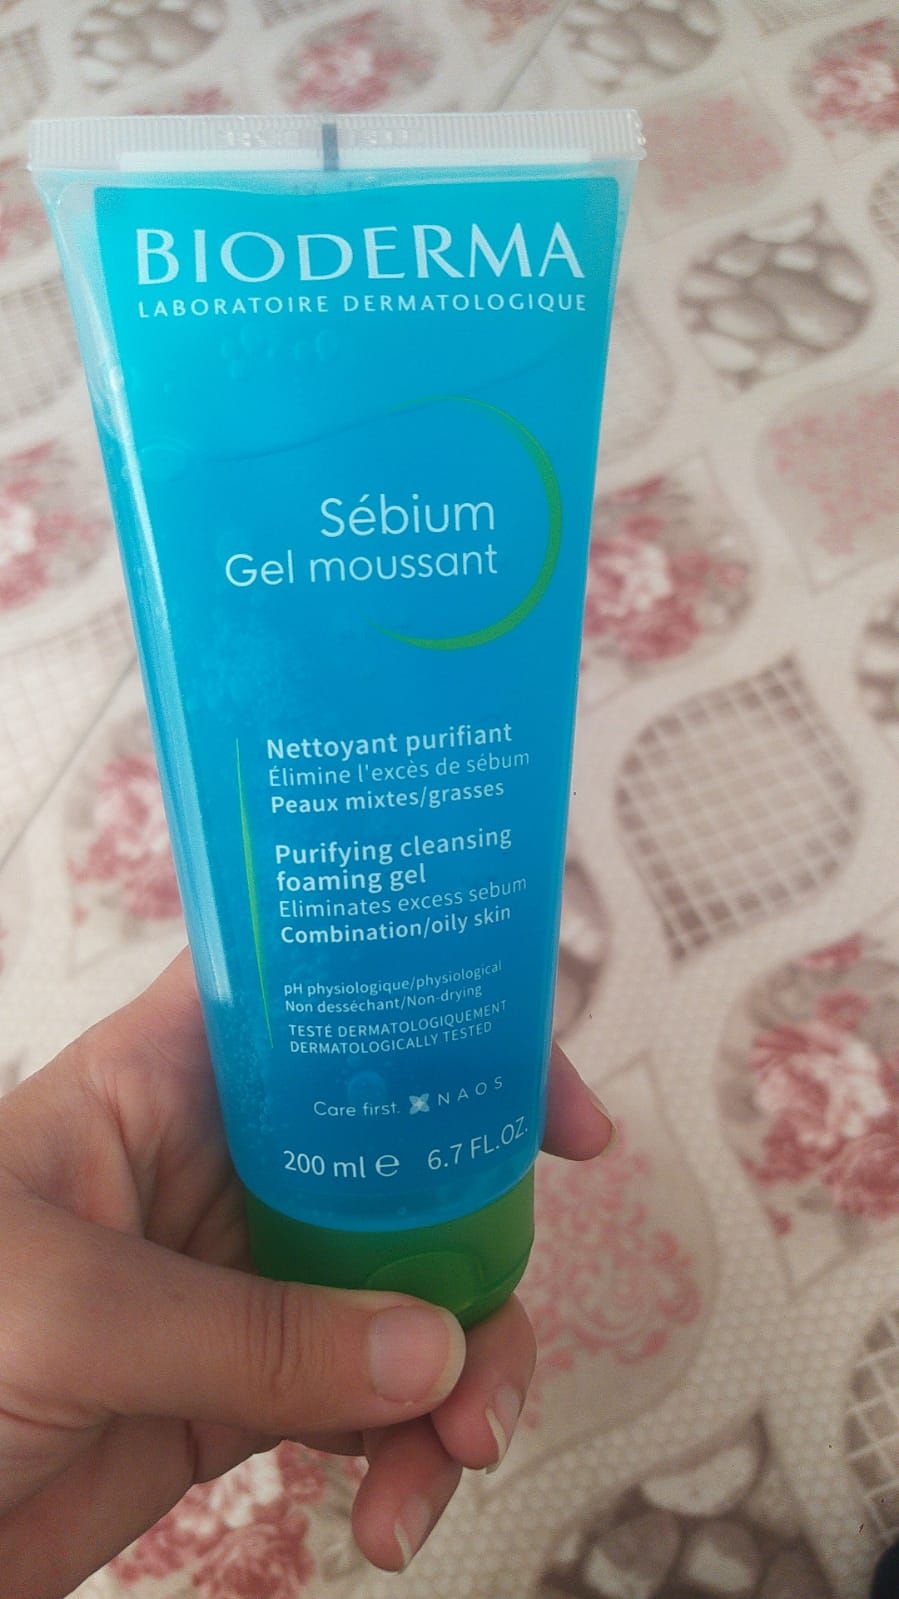 BIODERMA
LABORATOIRE DERMATOLOGIQUE
Sébium
Gel moussant
Nettoyant purifiant
Élimine l'excès de sébum
Peaux mixtes/grasses
Purifying cleansing
foaming gel
Eliminates excess sebum
Combination/oily skin
pH physiologique/physiological
Non desséchant/Non-drying
TESTÉ DERMATOLOGIQUEMENT
DERMATOLOGICALLY TESTED
Care first. NAOS
200 ml e 6.7 FL.OZ.